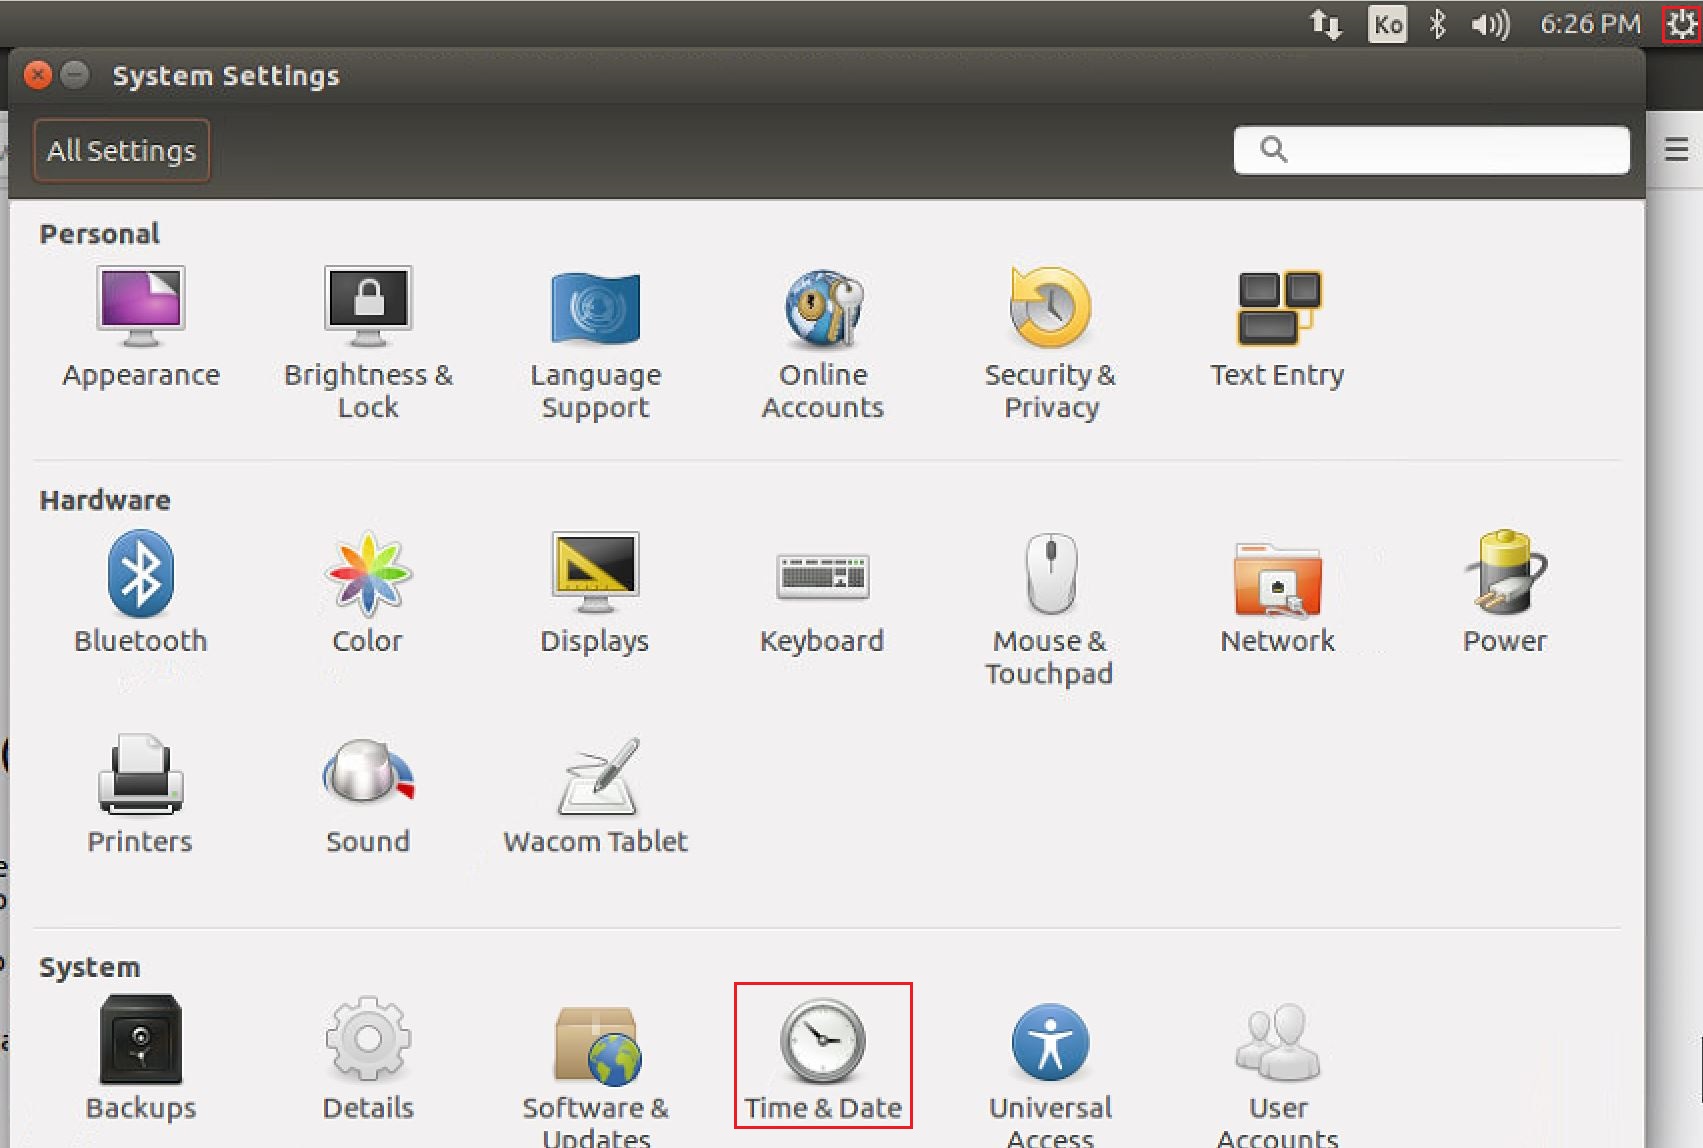 Ko 6:26 PM
System Settings
All Settings
Personal
Appearance
Brightness &
Lock
Language
Support
Online
Accounts
Security &
Privacy
Text Entry
Hardware
Bluetooth
Color
Displays
Keyboard
Mouse &
Touchpad
Network
Power
Printers
Sound
Wacom Tablet
System
Backups
Details
Software &
Updates
Time & Date
Universal
Access
User
Accounts